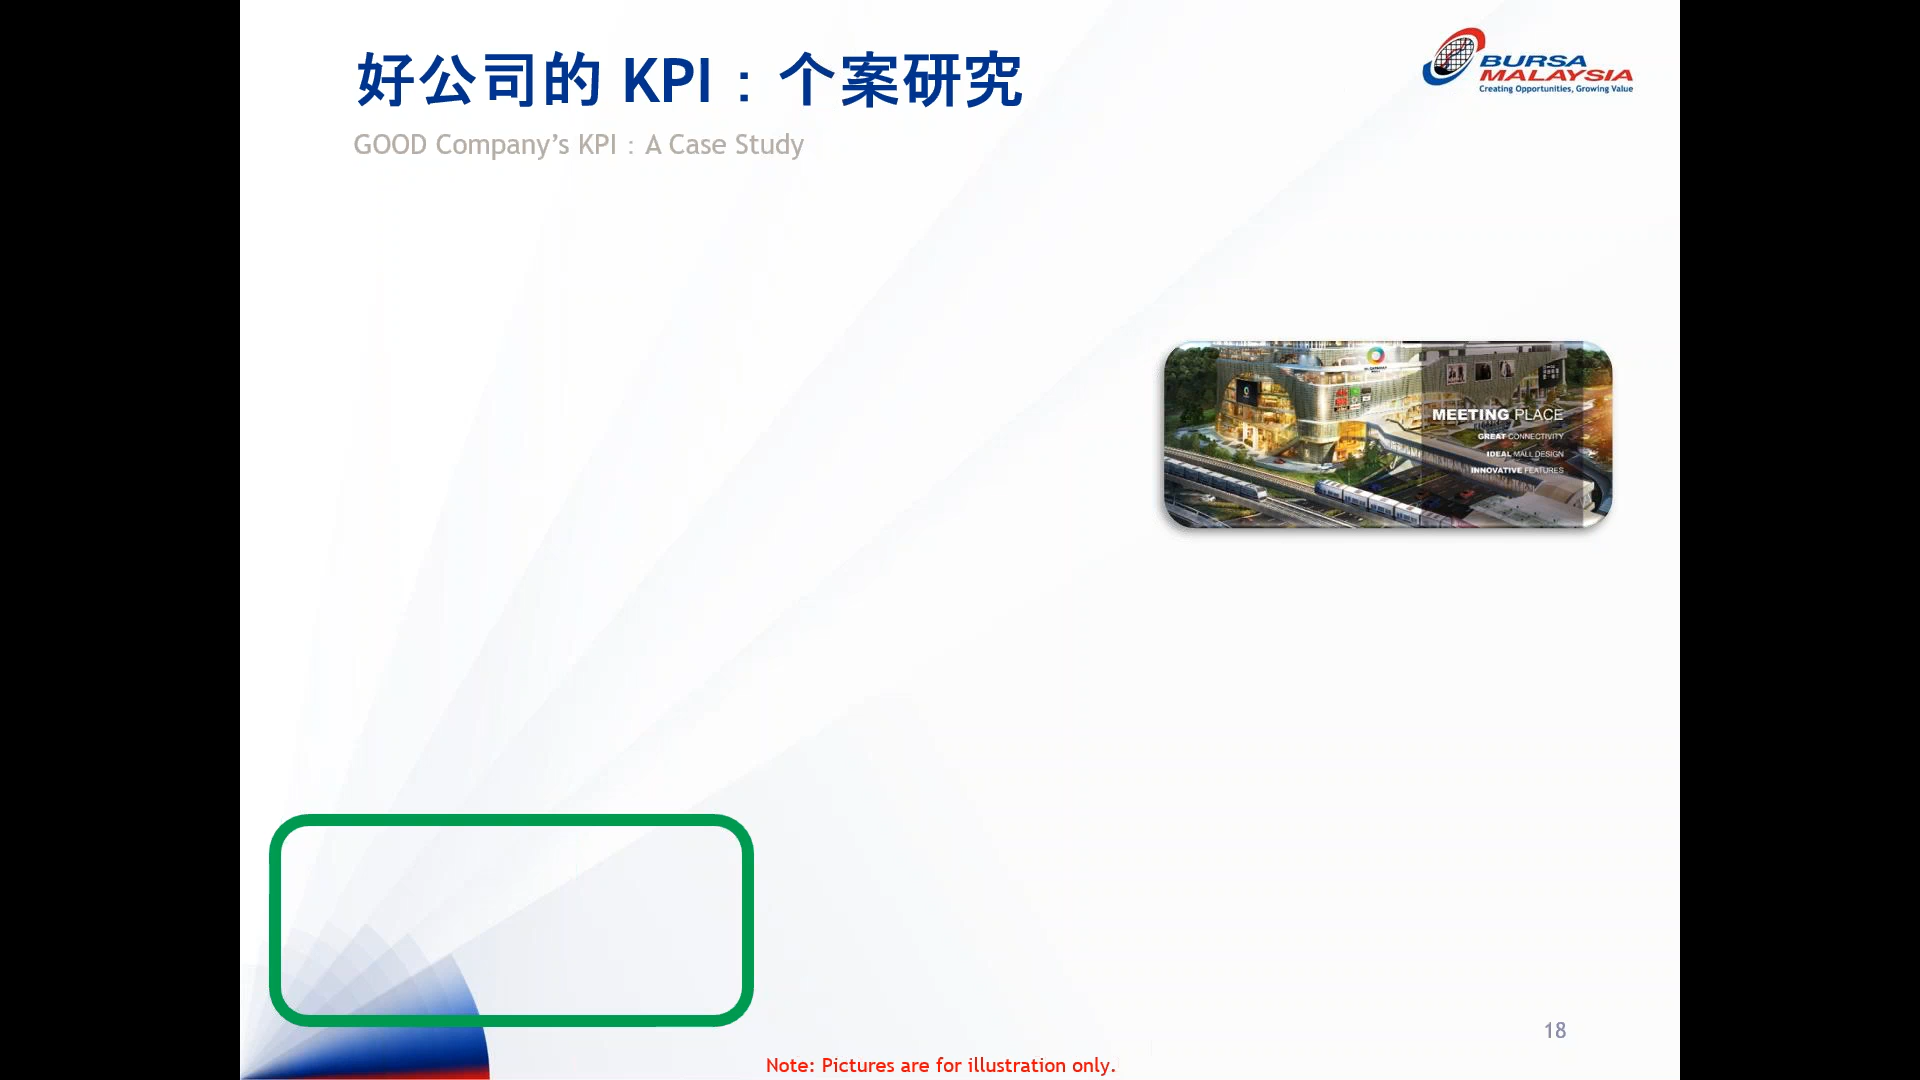 好公司的 KPI：个案研究
BURSA
MALAYSIA
Creating Opportunities, Growing Value
GOOD Company’s KPI：A Case Study
MEETING PLACE
GREAT CONNECTIVITY
IDEAL MALL DESIGN
INNOVATIVE FEATURES
18
Note: Pictures are for illustration only.